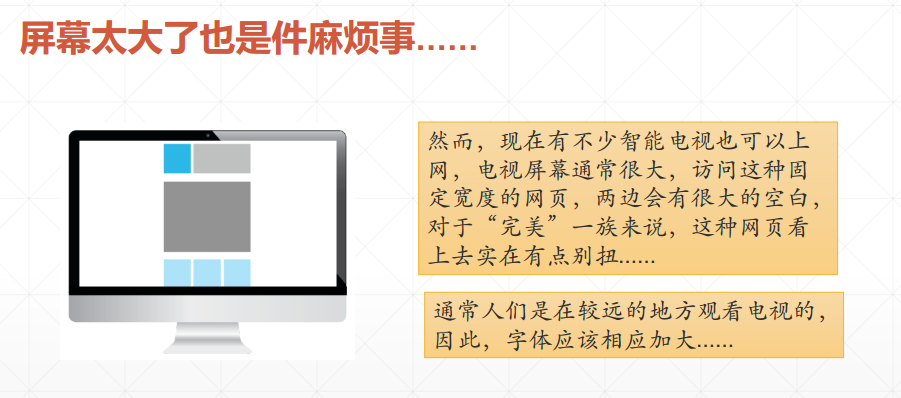 屏幕太大了也是件麻烦事......
然而，现在有不少智能电视也可以上
网，电视屏幕通常很大，访问这种固
定宽度的网页，两边会有很大的空白，
对于“完美”一族来说，这种网页看
上去实在有点别扭......
通常人们是在较远的地方观看电视的，
因此，字体应该相应加大......